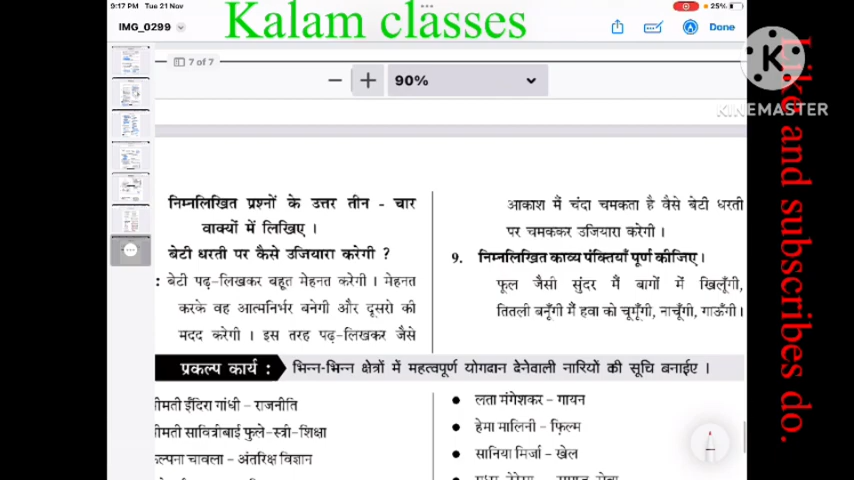 9:17 PM Tue 21 Nov
25%
Kalam classes
IMG_0299
Done
7 of 7
90%
KINEMASTER
Like and subscribes do.
निम्नलिखित प्रश्नों के उत्तर तीन - चार
वाक्यों में लिखिए ।
बेटी धरती पर कैसे उजियारा करेगी ?
: बेटी पढ़-लिखकर बहूत मेहनत करेगी। मेहनत
करके वह आत्मनिर्भर बनेगी और दूसरो की
मदद करेगी । इस तरह पढ़-लिखकर जैसे
आकाश में चंदा चमकता है वैसे बेटी धरती
पर चमककर उजियारा करेगी ।
9. निम्नलिखित काव्य पंक्तियाँ पूर्ण कीजिए।
फूल जैसी सुंदर मैं बागों में खिलूँगी,
तितली बनूँगी मैं हवा को चूमूँगी, नाचूँगी, गाऊँगी।
प्रकल्प कार्य : भिन्न-भिन्न क्षेत्रों में महत्वपूर्ण योगदान देनेवाली नारियों की सूचि बनाईए ।
ीमती इंदिरा गांधी - राजनीति
ीमती सावित्रीबाई फुले-स्त्री-शिक्षा
ल्पना चावला - अंतरिक्ष विज्ञान
लता मंगेशकर - गायन
हेमा मालिनी - फ़िल्म
सानिया मिर्जा - खेल